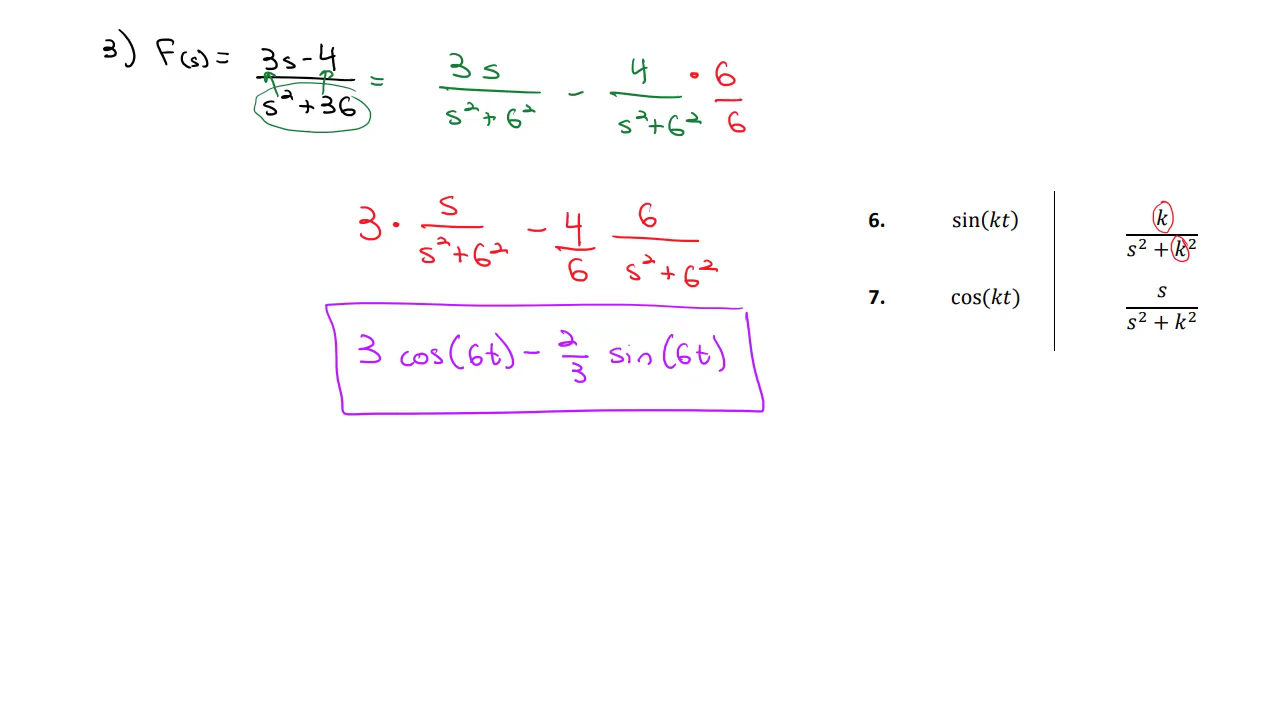 3) F(s) = (3s - 4)/(s² + 36) = 3s/(s² + 6²) - 4/(s² + 6²) · 6/6
3 · s/(s² + 6²) - 4/6 6/(s² + 6²)
3 cos(6t) - 2/3 sin(6t)
6. sin(kt) k/(s² + k²)
7. cos(kt) s/(s² + k²)